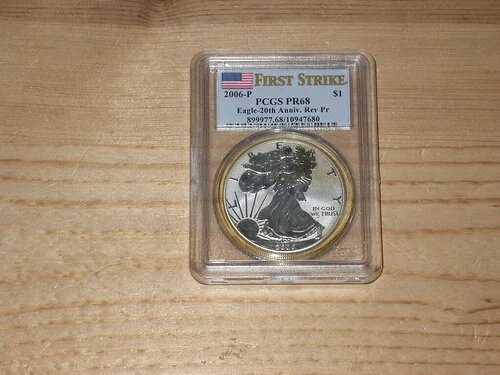 FIRST STRIKE
2006-P $1
PCGS PR68
Eagle-20th Anniv. Rev Pr
899977.68/10947680
LIBERTY
IN GOD
WE TRUST
2006